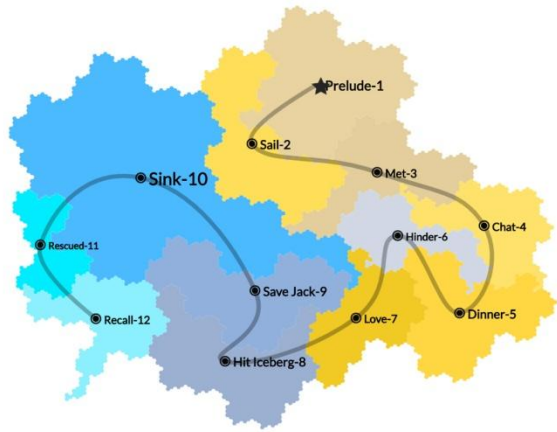 Prelude-1
Sail-2
Met-3
Sink-10
Chat-4
Hinder-6
Rescued-11
Save Jack-9
Dinner-5
Recall-12
Love-7
Hit Iceberg-8